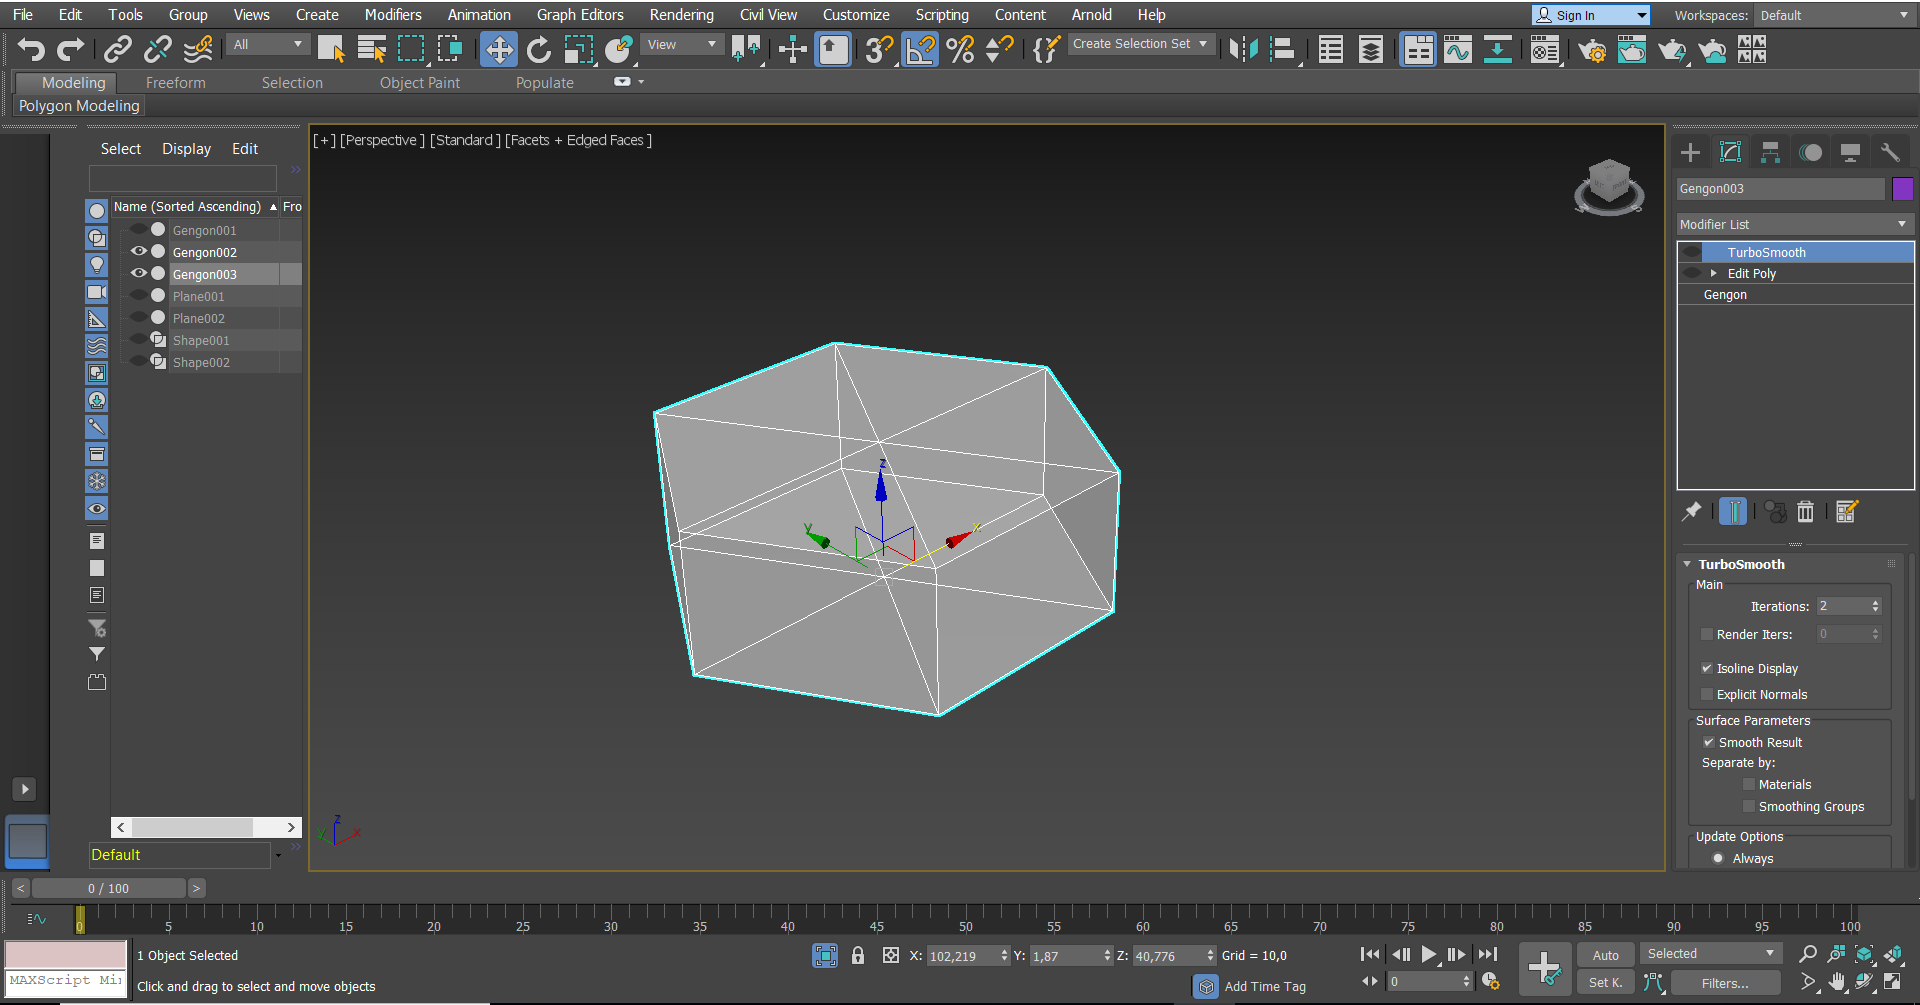 File Edit Tools Group Views Create Modifiers Animation Graph Editors Rendering Civil View Customize Scripting Content Arnold Help Sign In Workspaces: Default
All View Create Selection Set
Modeling Freeform Selection Object Paint Populate
Polygon Modeling
[+] [Perspective] [Standard] [Facets + Edged Faces]
Select Display Edit
Name (Sorted Ascending) Fro
Gengon001
Gengon002
Gengon003
Plane001
Plane002
Shape001
Shape002
Default
z
y
x
z
x
Gengon003
Modifier List
TurboSmooth
Edit Poly
Gengon
TurboSmooth
Main
Iterations: 2
Render Iters: 0
Isoline Display
Explicit Normals
Surface Parameters
Smooth Result
Separate by:
Materials
Smoothing Groups
Update Options
Always
< 0 / 100 >
0 5 10 15 20 25 30 35 40 45 50 55 60 65 70 75 80 85 90 95 100
1 Object Selected X: 102,219 Y: 1,87 Z: 40,776 Grid = 10,0 Auto Selected
MAXScript Mi
Click and drag to select and move objects Add Time Tag 0 Set K. Filters...